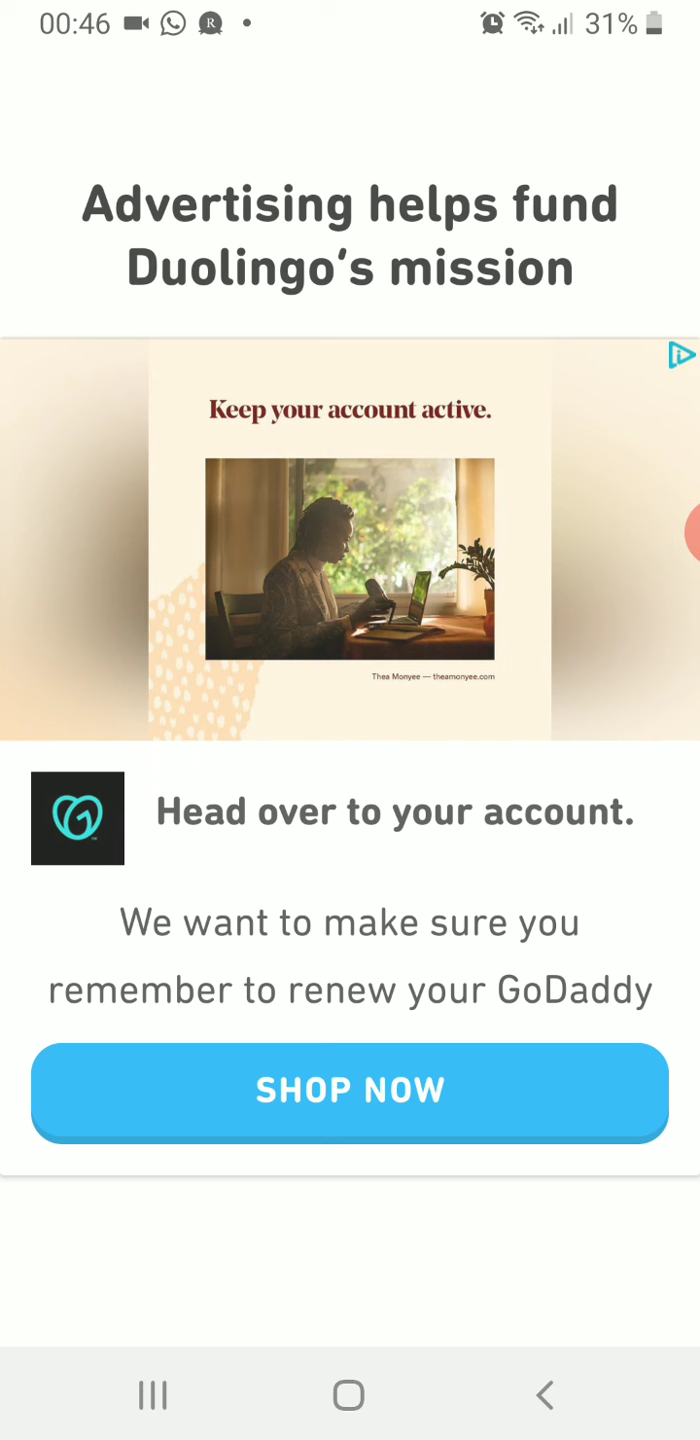 00:46 R 31%
Advertising helps fund
Duolingo's mission
Keep your account active.
Thea Monyee — theamonyee.com
Head over to your account.
We want to make sure you
remember to renew your GoDaddy
SHOP NOW